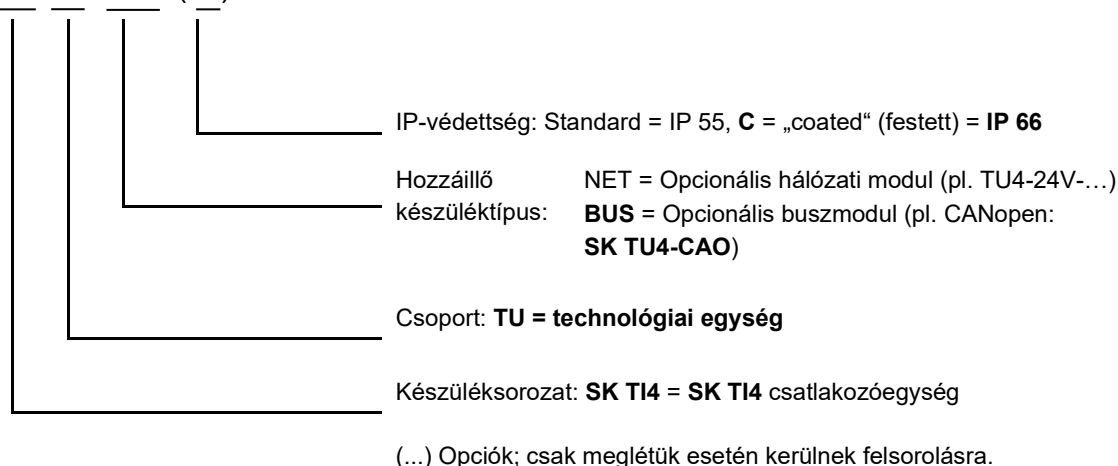 IP-védettség: Standard = IP 55, C = „coated“ (festett) = IP 66
Hozzáillő készüléktípus:
NET = Opcionális hálózati modul (pl. TU4-24V-…)
BUS = Opcionális buszmodul (pl. CANopen:
SK TU4-CAO)
Csoport: TU = technológiai egység
Készüléksorozat: SK TI4 = SK TI4 csatlakozóegység
(...) Opciók; csak meglétük esetén kerülnek felsorolásra.